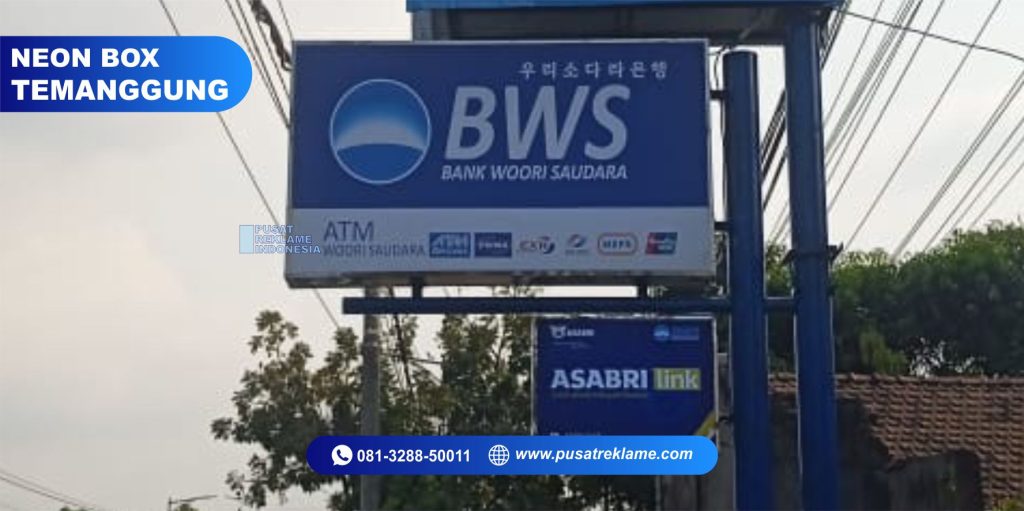 NEON BOX
TEMANGGUNG
우리소다라은행
BWS
BANK WOORI SAUDARA
PUSAT
REKLAME
INDONESIA
ATM
WOORI SAUDARA
ASABRI link
081-3288-50011
www.pusatreklame.com